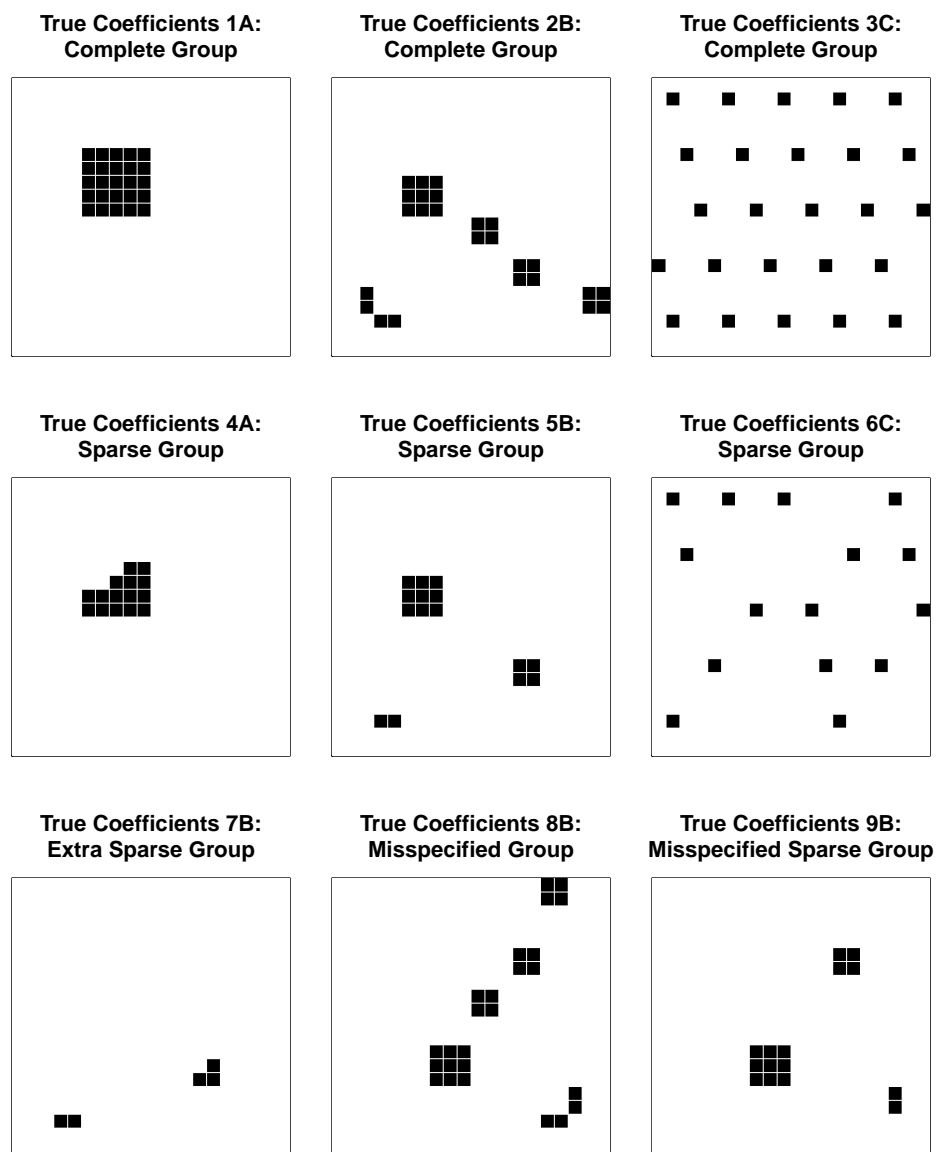 True Coefficients 1A:
Complete Group
True Coefficients 2B:
Complete Group
True Coefficients 3C:
Complete Group
True Coefficients 4A:
Sparse Group
True Coefficients 5B:
Sparse Group
True Coefficients 6C:
Sparse Group
True Coefficients 7B:
Extra Sparse Group
True Coefficients 8B:
Misspecified Group
True Coefficients 9B:
Misspecified Sparse Group